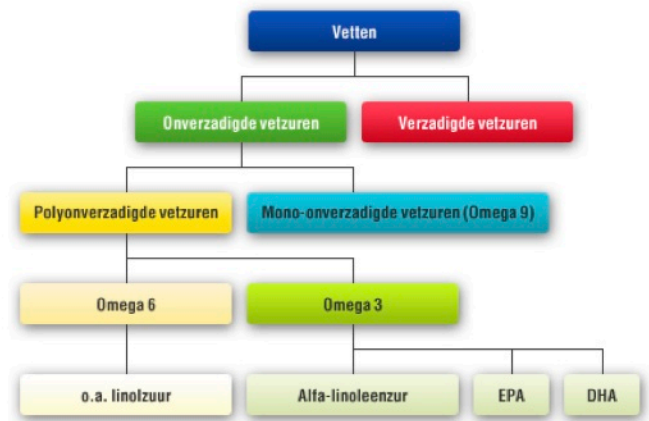 Vetten
Onverzadigde vetzuren
Verzadigde vetzuren
Polyonverzadigde vetzuren
Mono-onverzadigde vetzuren (Omega 9)
Omega 6
Omega 3
o.a. linolzuur
Alfa-linoleenzur
EPA
DHA